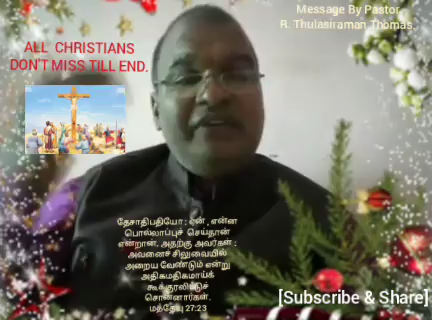 Message By Pastor
R. Thulasiraman Thomas.
ALL CHRISTIANS
DON'T MISS TILL END.
தேசாதிபதியோ ; ஏன் , என்ன
பொல்லாப்புச் செய்தான்
என்றான். அதற்கு அவர்கள் ;
அவனைச் சிலுவையில்
அறைய வேண்டும் என்று
அதிகமதிகமாய்க்
கூக்குரலிட்டுச்
சொன்னார்கள்.
மத்தேயு 27:23
[Subscribe & Share]